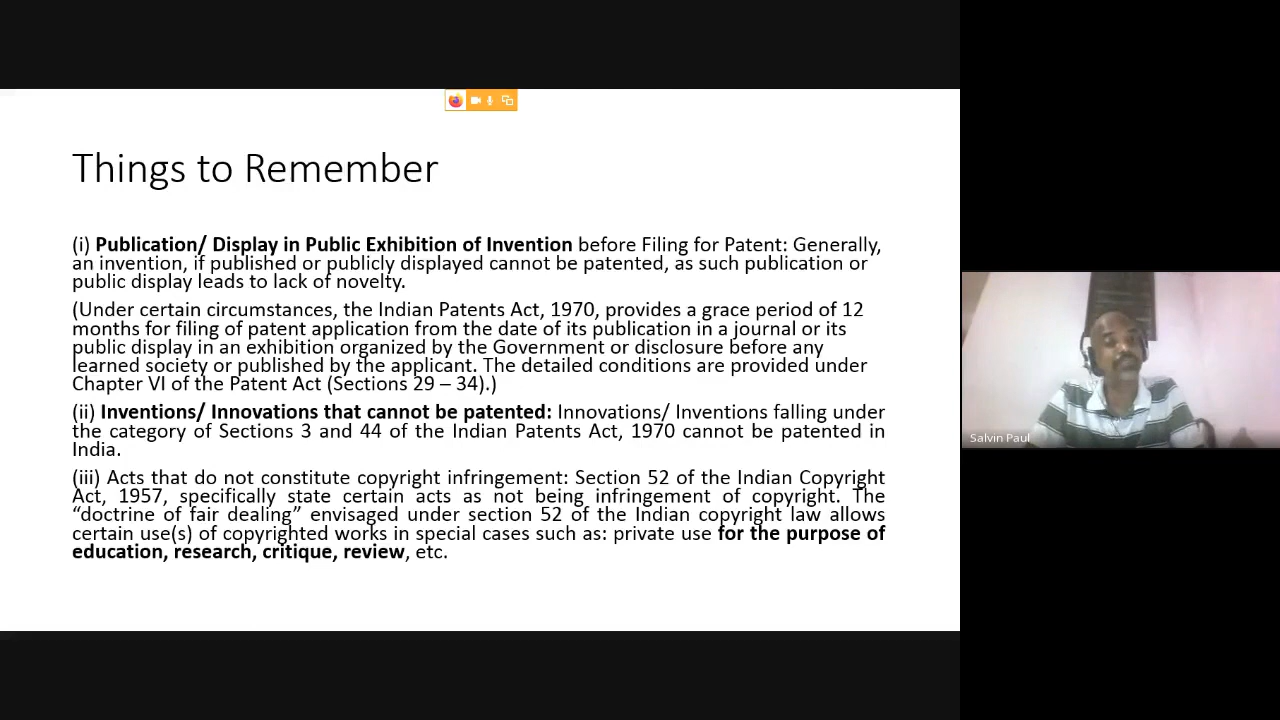 Things to Remember
(i) Publication/ Display in Public Exhibition of Invention before Filing for Patent: Generally,
an invention, if published or publicly displayed cannot be patented, as such publication or
public display leads to lack of novelty.
(Under certain circumstances, the Indian Patents Act, 1970, provides a grace period of 12
months for filing of patent application from the date of its publication in a journal or its
public display in an exhibition organized by the Government or disclosure before any
learned society or published by the applicant. The detailed conditions are provided under
Chapter VI of the Patent Act (Sections 29 – 34).)
(ii) Inventions/ Innovations that cannot be patented: Innovations/ Inventions falling under
the category of Sections 3 and 44 of the Indian Patents Act, 1970 cannot be patented in
India.
(iii) Acts that do not constitute copyright infringement: Section 52 of the Indian Copyright
Act, 1957, specifically state certain acts as not being infringement of copyright. The
“doctrine of fair dealing” envisaged under section 52 of the Indian copyright law allows
certain use(s) of copyrighted works in special cases such as: private use for the purpose of
education, research, critique, review, etc.
Salvin Paul